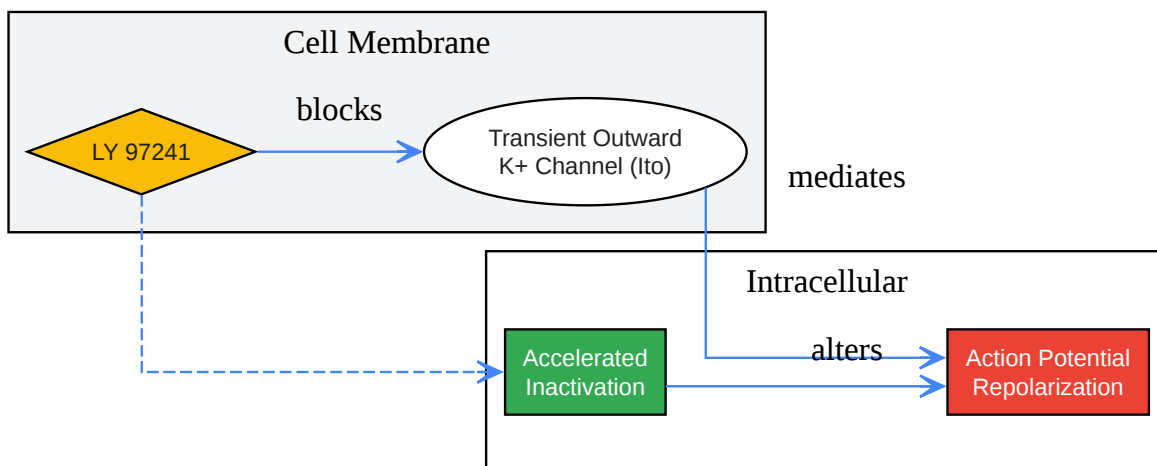 Cell Membrane
blocks
LY 97241
Transient Outward
K+ Channel (Ito)
mediates
Intracellular
alters
Accelerated
Inactivation
Action Potential
Repolarization